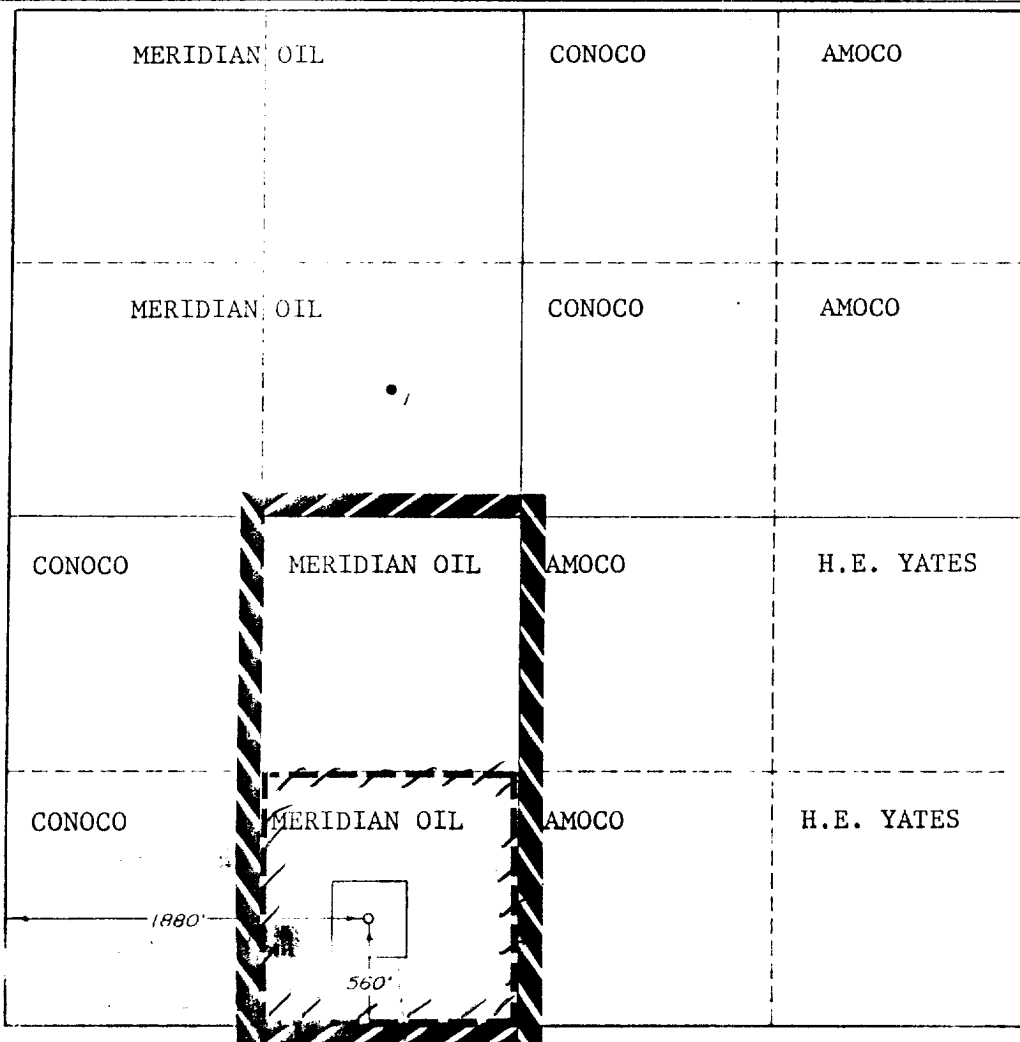 MERIDIAN OIL CONOCO AMOCO
MERIDIAN OIL CONOCO AMOCO
1
CONOCO MERIDIAN OIL AMOCO H.E. YATES
CONOCO MERIDIAN OIL AMOCO H.E. YATES
1880'
560'